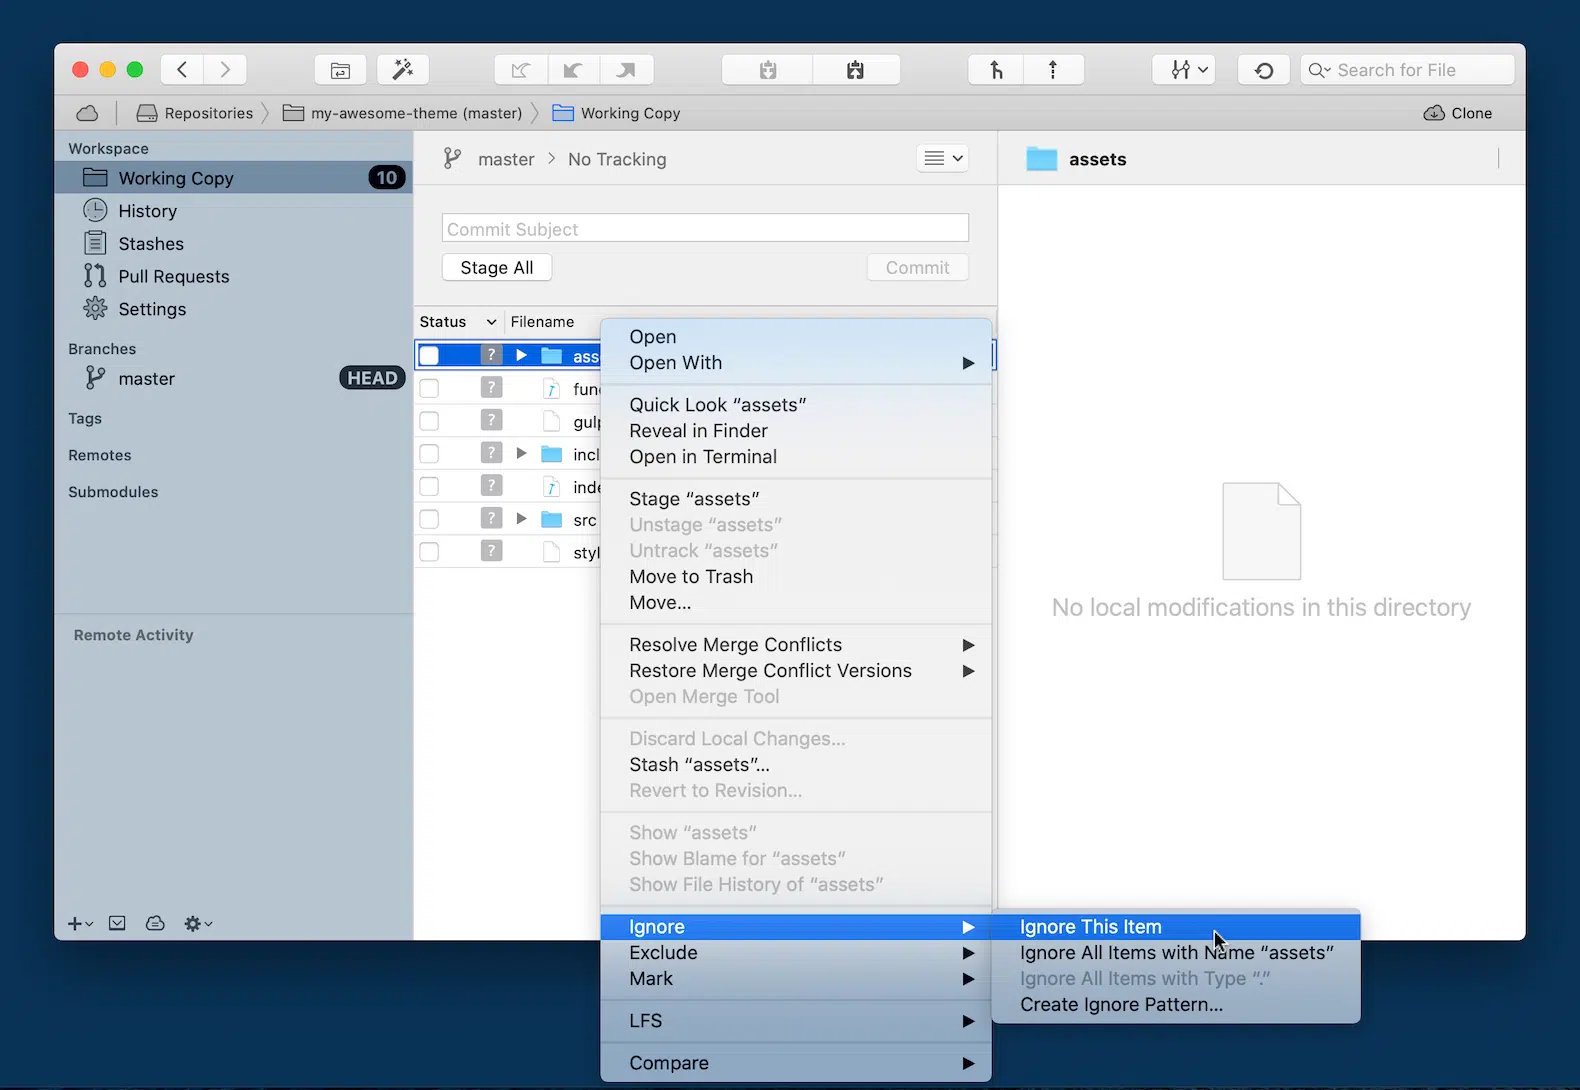 Search for File
Repositories
my-awesome-theme (master)
Working Copy
Clone
Workspace
Working Copy
10
History
Stashes
Pull Requests
Settings
Branches
master
HEAD
Tags
Remotes
Submodules
Remote Activity
master > No Tracking
Commit Subject
Stage All
Commit
Status
Filename
? ass
? fun
? gulp
? incl
? inde
? src
? styl
Open
Open With
Quick Look “assets”
Reveal in Finder
Open in Terminal
Stage “assets”
Unstage “assets”
Untrack “assets”
Move to Trash
Move...
Resolve Merge Conflicts
Restore Merge Conflict Versions
Open Merge Tool
Discard Local Changes...
Stash “assets”...
Revert to Revision...
Show “assets”
Show Blame for “assets”
Show File History of “assets”
Ignore
Exclude
Mark
LFS
Compare
Ignore This Item
Ignore All Items with Name “assets”
Ignore All Items with Type “.”
Create Ignore Pattern...
assets
No local modifications in this directory